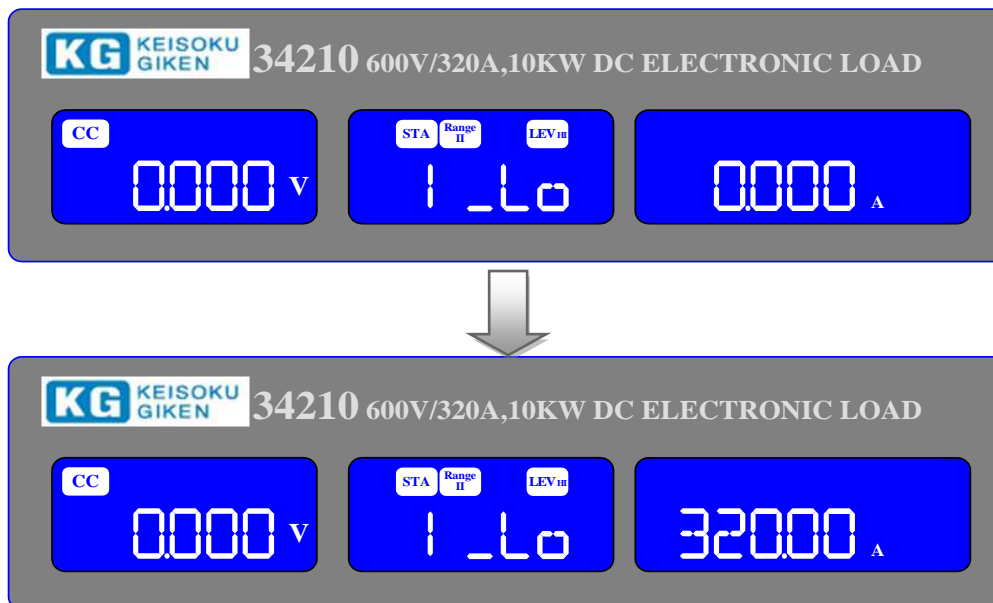 KG KEISOKU GIKEN 34210 600V/320A,10KW DC ELECTRONIC LOAD
CC STA Range II LEV HI
0.000 V 1 _Lo 0.000 A
KG KEISOKU GIKEN 34210 600V/320A,10KW DC ELECTRONIC LOAD
CC STA Range II LEV HI
0.000 V 1 _Lo 320.00 A